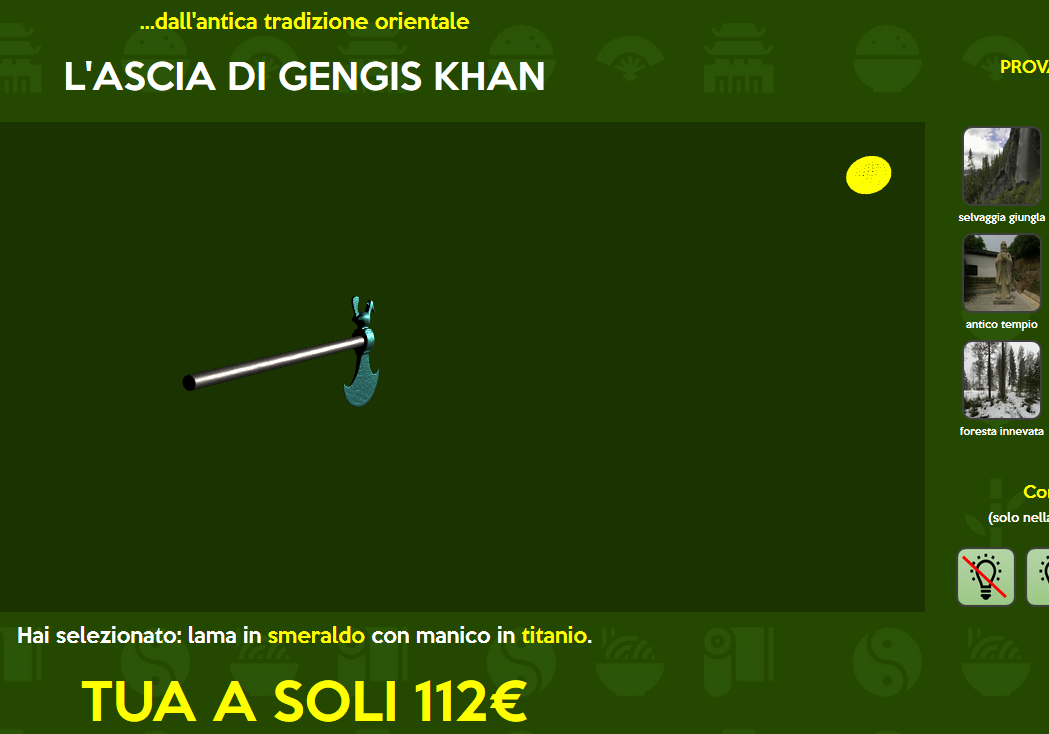 ...dall'antica tradizione orientale
L'ASCIA DI GENGIS KHAN
selvaggia giungla
antico tempio
foresta innevata
(solo
Hai selezionato: lama in smeraldo con manico in titanio.
TUA A SOLI 112€